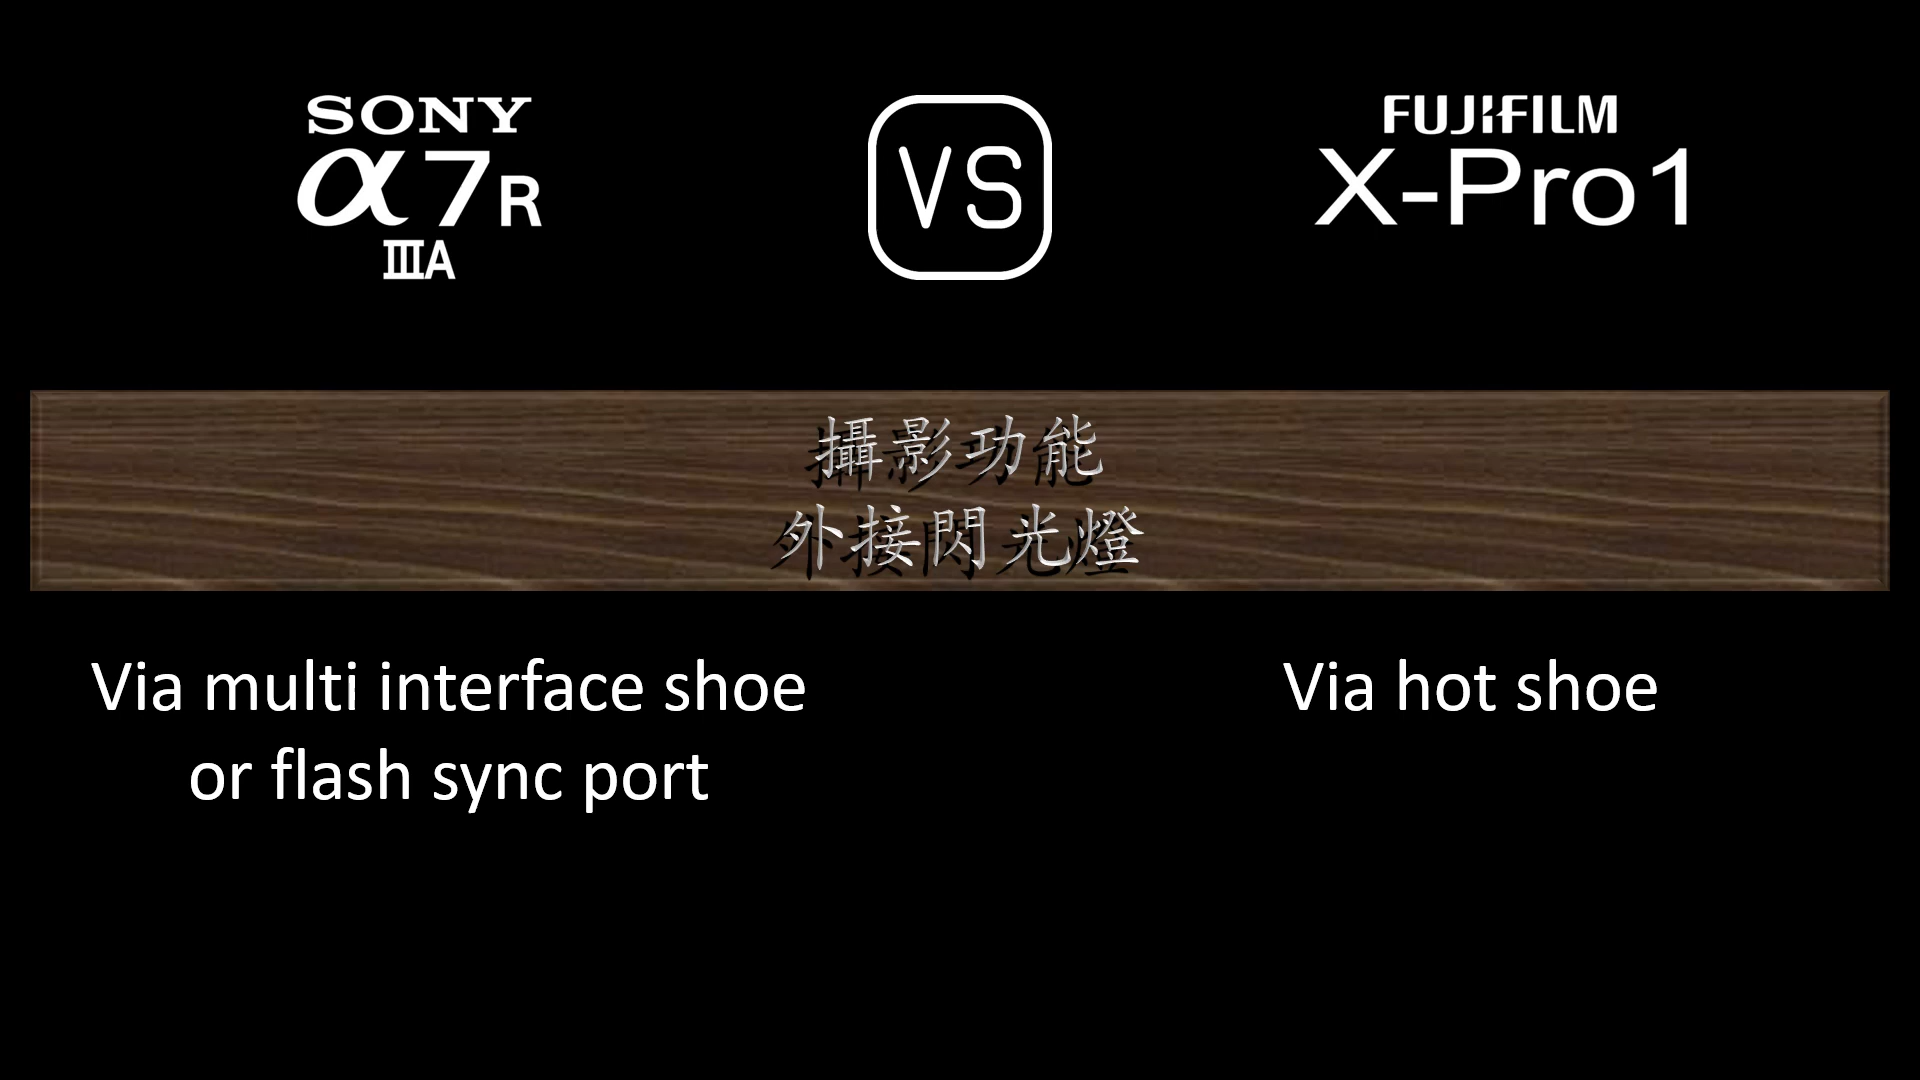 SONY
α7R
IIIA
VS
FUJIFILM
X-Pro1
攝影功能
外接閃光燈
Via multi interface shoe
or flash sync port
Via hot shoe